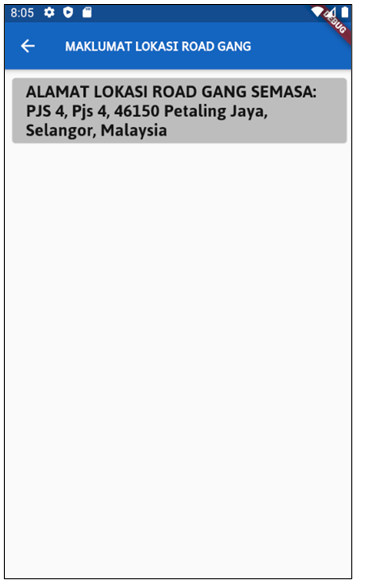 8:05
DEBUG
MAKLUMAT LOKASI ROAD GANG
ALAMAT LOKASI ROAD GANG SEMASA:
PJS 4, Pjs 4, 46150 Petaling Jaya,
Selangor, Malaysia